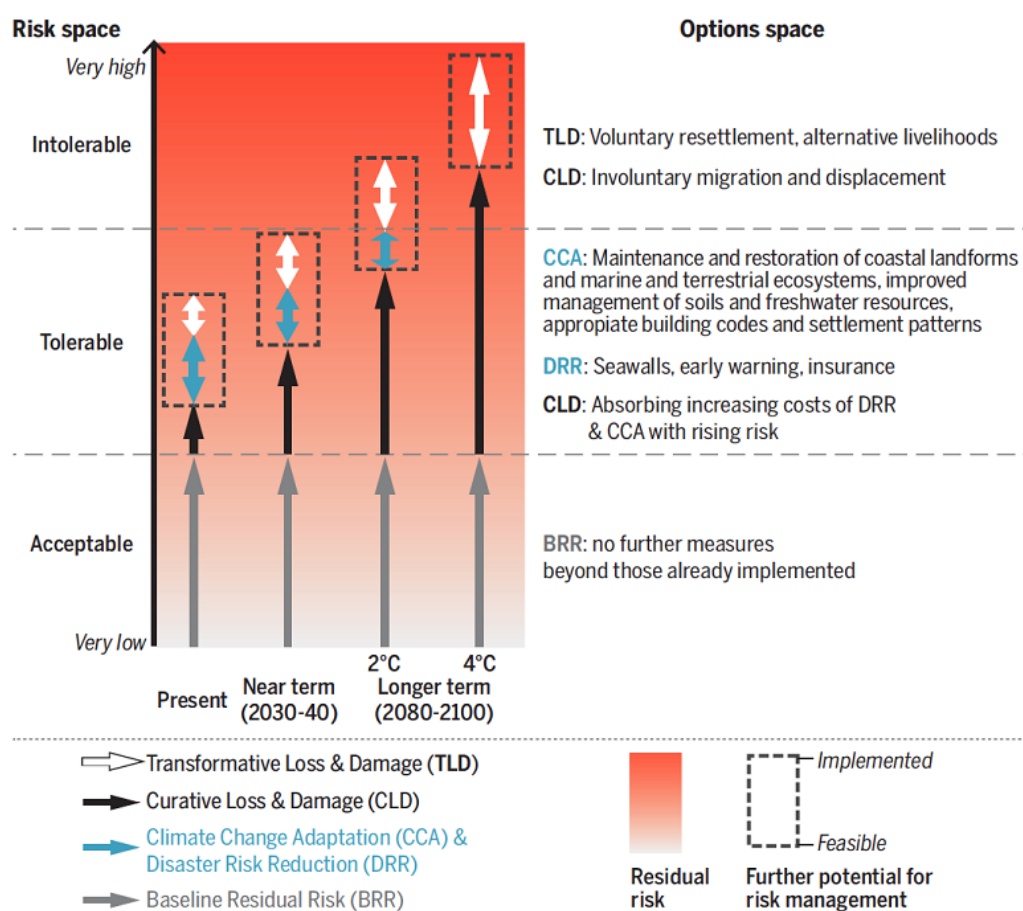 Risk space
Options space
Very high
Intolerable
TLD: Voluntary resettlement, alternative livelihoods
CLD: Involuntary migration and displacement
Tolerable
CCA: Maintenance and restoration of coastal landforms
and marine and terrestrial ecosystems, improved
management of soils and freshwater resources,
appropiate building codes and settlement patterns
DRR: Seawalls, early warning, insurance
CLD: Absorbing increasing costs of DRR
& CCA with rising risk
Acceptable
BRR: no further measures
beyond those already implemented
Very low
2°C
4°C
Present
Near term
(2030-40)
Longer term
(2080-2100)
Transformative Loss & Damage (TLD)
Curative Loss & Damage (CLD)
Climate Change Adaptation (CCA) &
Disaster Risk Reduction (DRR)
Baseline Residual Risk (BRR)
Residual
risk
Implemented
Feasible
Further potential for
risk management